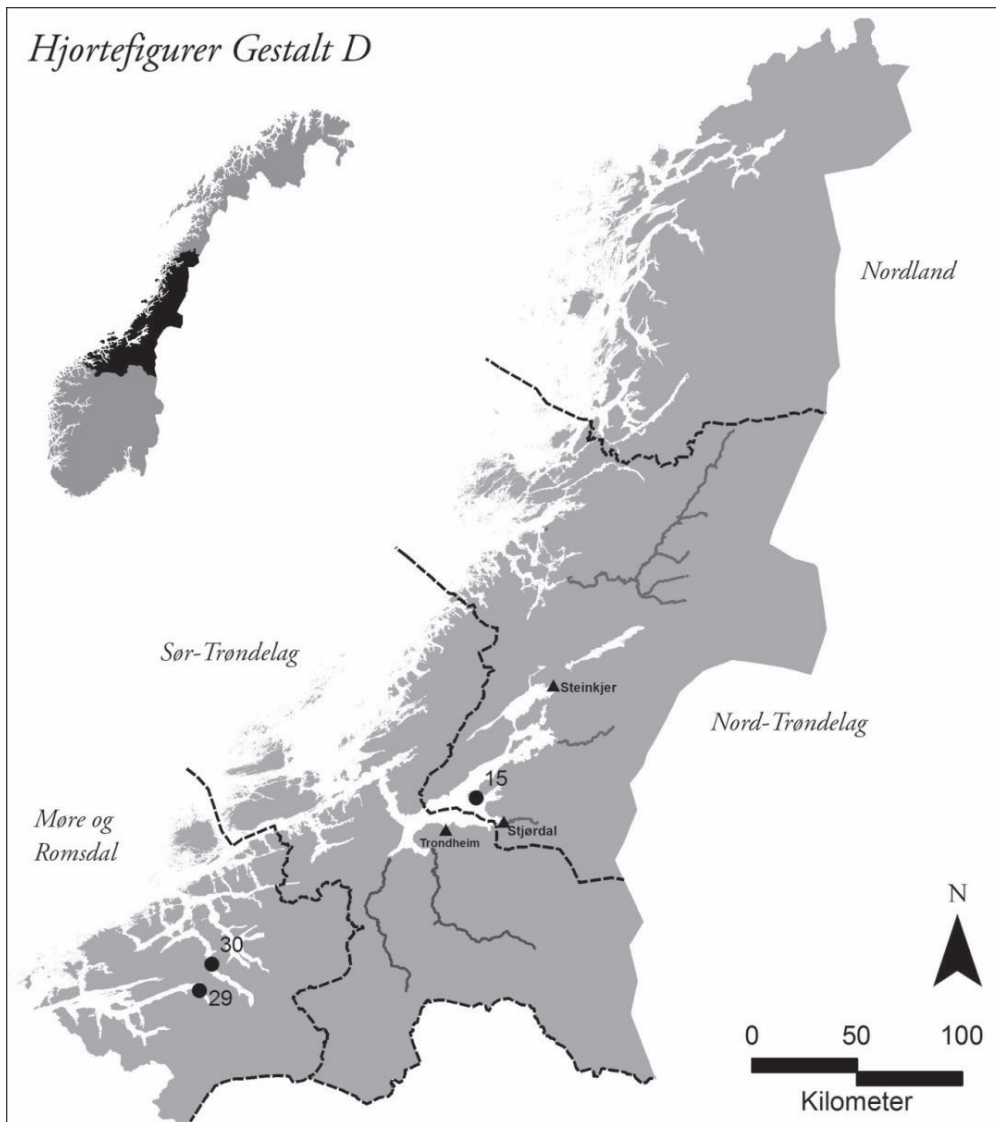 Hjortefigurer Gestalt D
Nordland
Sør-Trøndelag
Steinkjer
Nord-Trøndelag
15
Møre og
Romsdal
Stjørdal
Trondheim
30
29
N
0 50 100
Kilometer